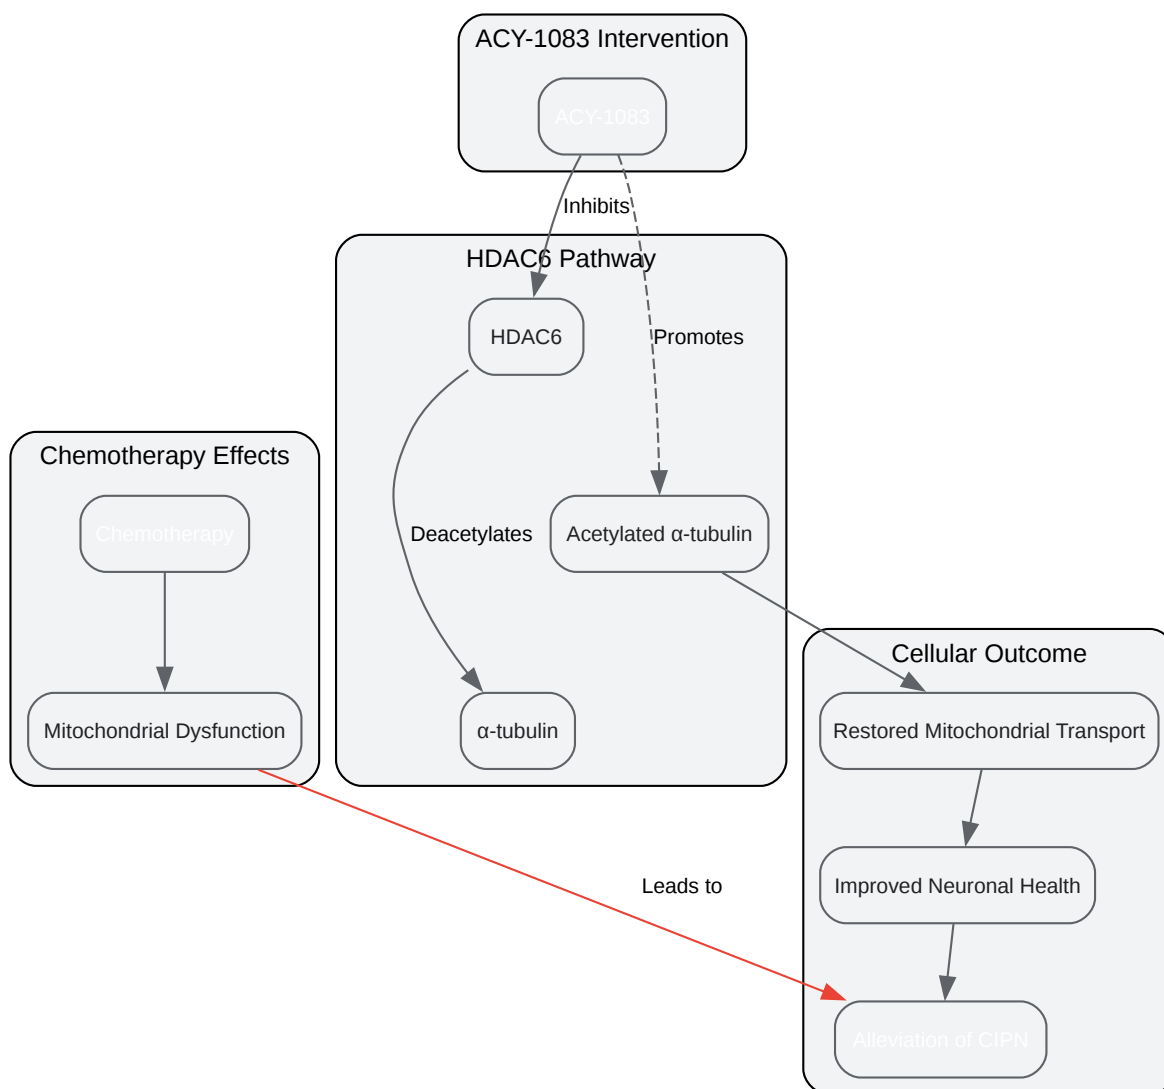 ACY-1083 Intervention
ACY-1083
Inhibits
HDAC6 Pathway
HDAC6
Promotes
Chemotherapy Effects
Chemotherapy
Deacetylates
Acetylated α-tubulin
Cellular Outcome
Mitochondrial Dysfunction
α-tubulin
Restored Mitochondrial Transport
Leads to
Improved Neuronal Health
Alleviation of CIPN